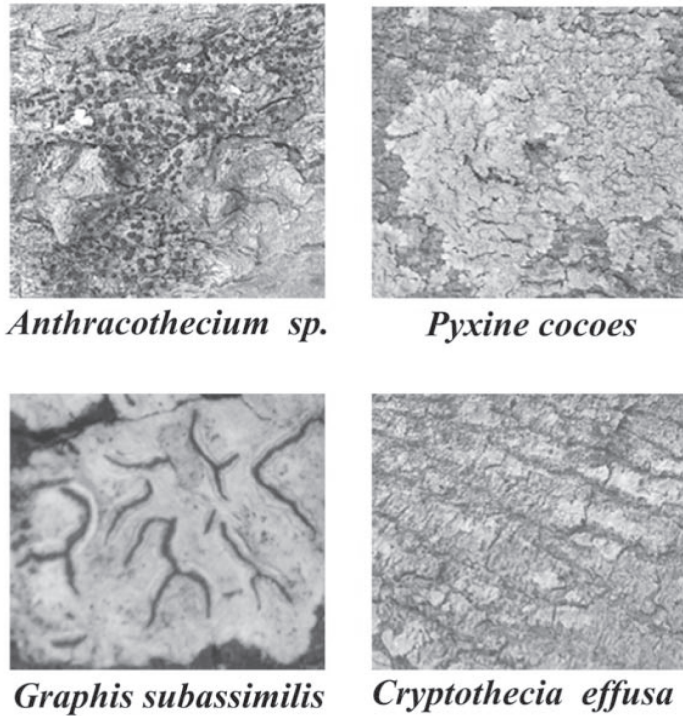 Anthracothecium sp.
Pyxine cocoes
Graphis subassimilis
Cryptothecia effusa